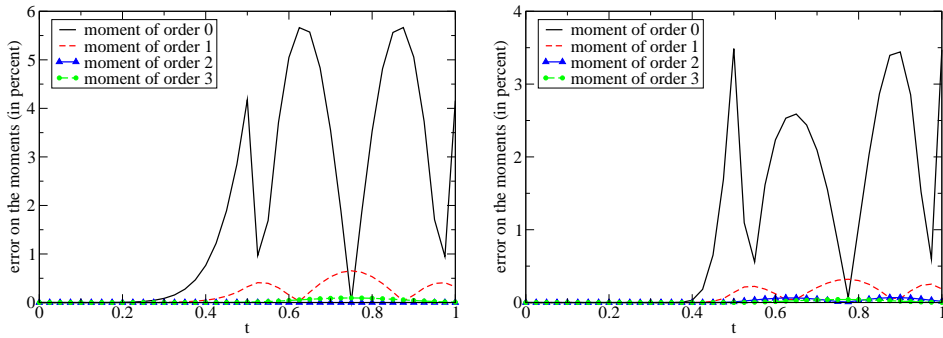 6
5
4
3
2
1
0
error on the moments (in percent)
moment of order 0
moment of order 1
moment of order 2
moment of order 3
0 0.2 0.4 0.6 0.8 1
t
4
3
2
1
0
error on the moments (in percent)
moment of order 0
moment of order 1
moment of order 2
moment of order 3
0 0.2 0.4 0.6 0.8 1
t